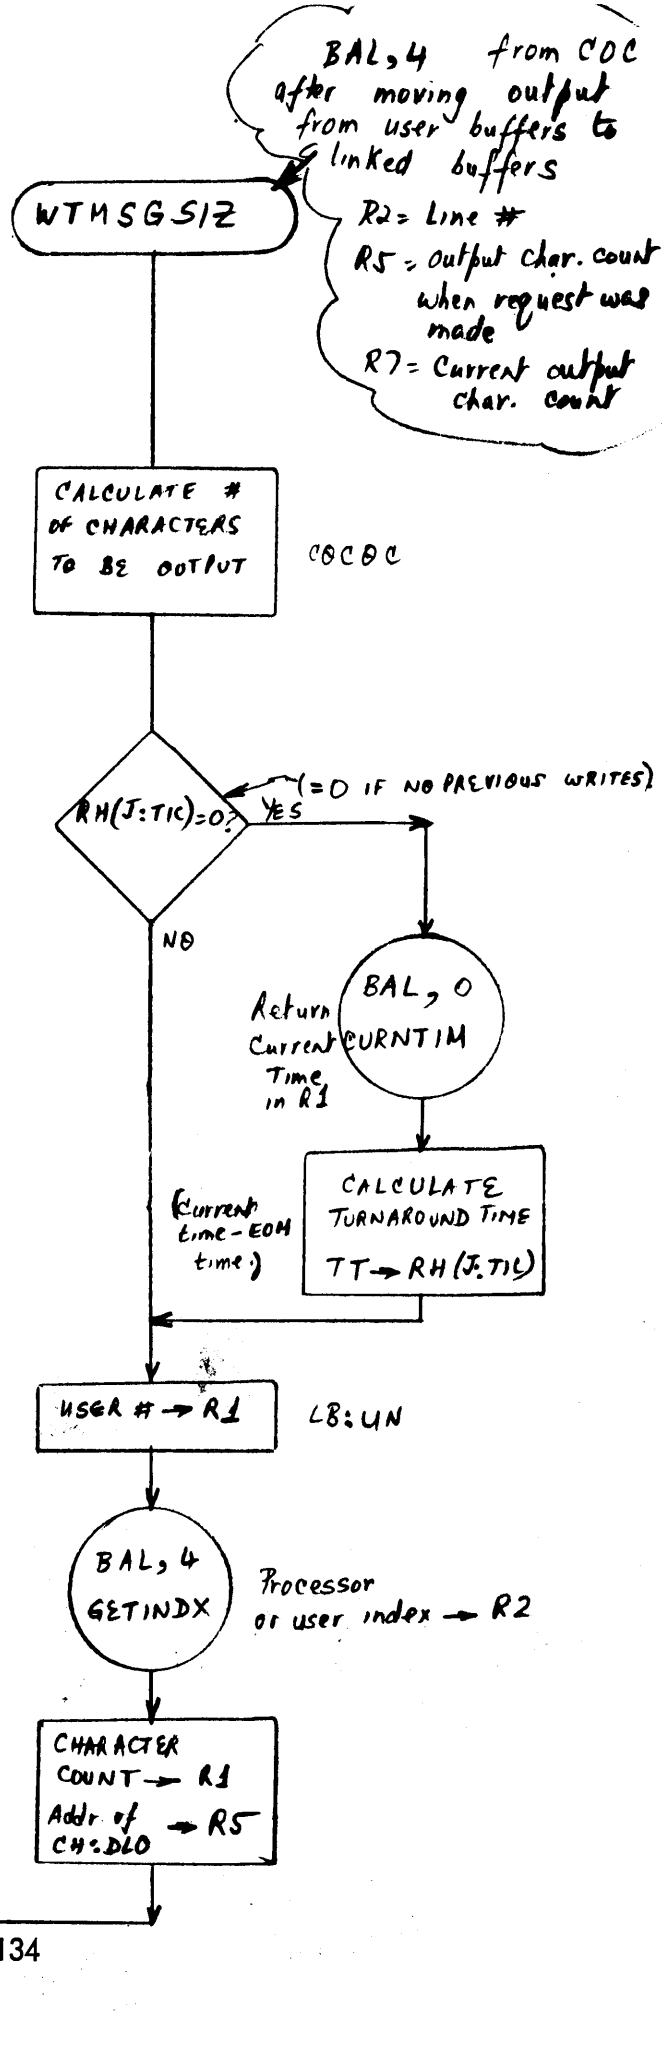 BAL, 4 from COC
after moving output
from user buffers to
linked buffers
WTMSGSIZ
R2 = Line #
R5 = output char. count
when request was
made
R7 = Current output
char. count
CALCULATE #
OF CHARACTERS
TO BE OUTPUT
COCOC
(=0 IF NO PREVIOUS WRITES)
RH(J:TIC)=0?
YES
NO
BAL, 0
CURNTIM
Return
Current
Time
in R1
CALCULATE
TURNAROUND TIME
TT → RH(J:TIC)
(Current
time - EOM
time.)
USER # → R1
LB:UN
BAL, 4
GETINDX
Processor
or user index → R2
CHARACTER
COUNT → R1
Addr. of → R5
CH:DLO
134